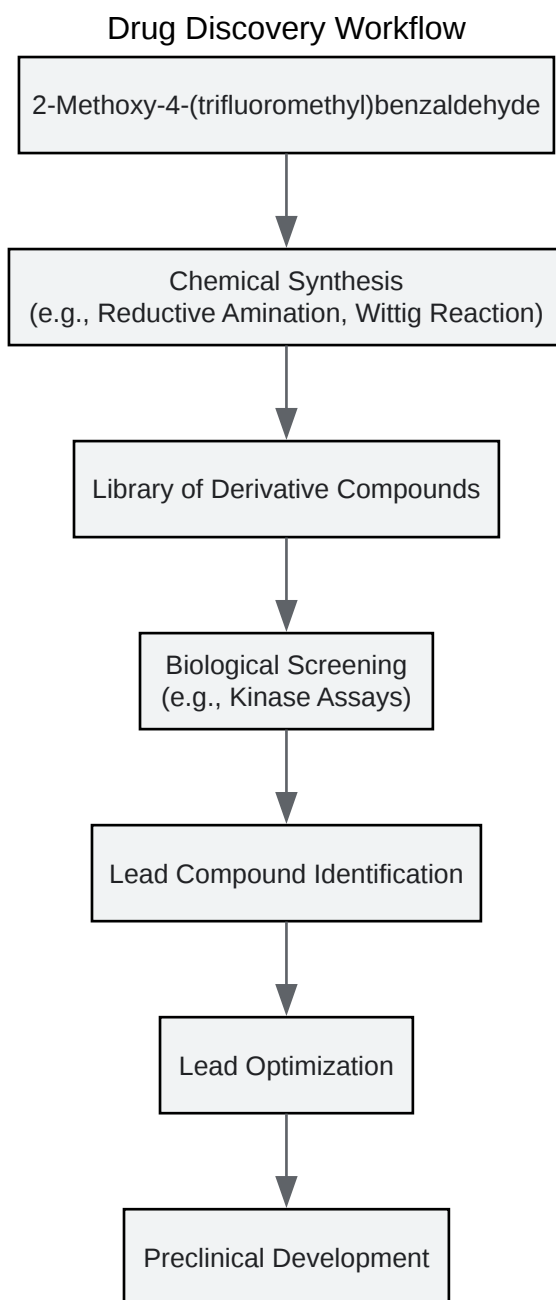 Drug Discovery Workflow
2-Methoxy-4-(trifluoromethyl)benzaldehyde
Chemical Synthesis
(e.g., Reductive Amination, Wittig Reaction)
Library of Derivative Compounds
Biological Screening
(e.g., Kinase Assays)
Lead Compound Identification
Lead Optimization
Preclinical Development